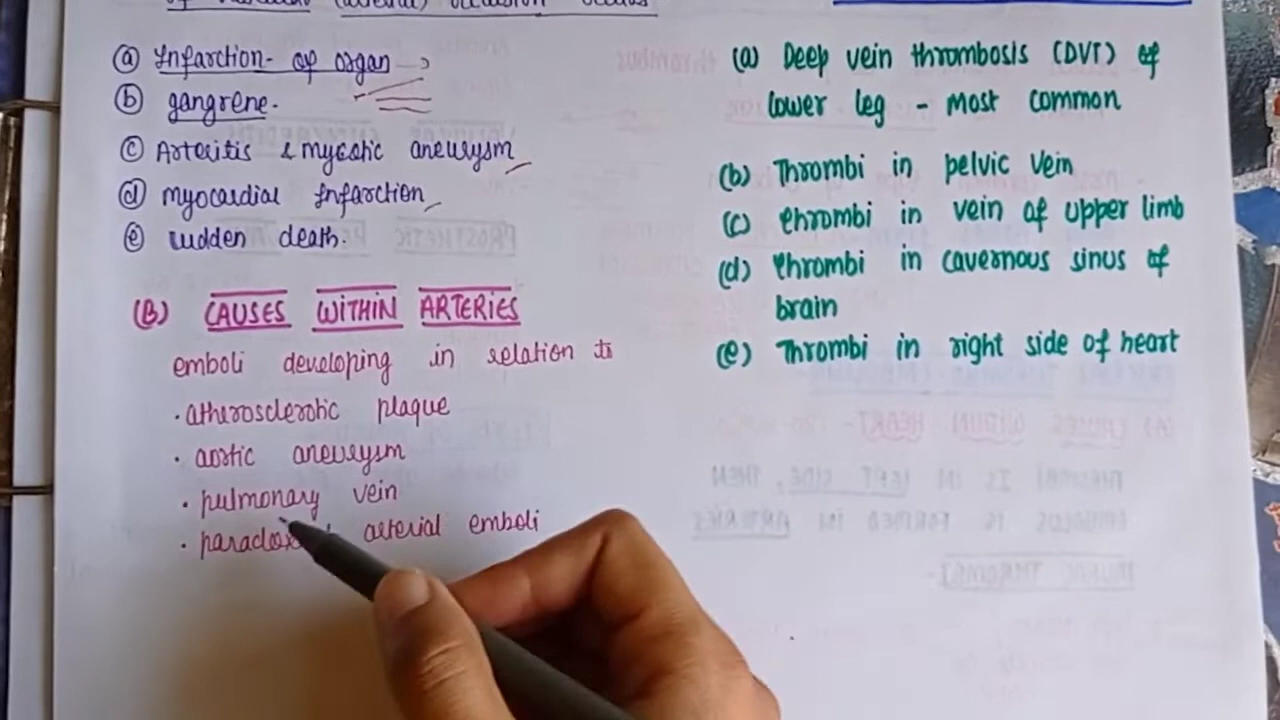 (a) Infarction- of organ
(b) gangrene.
(c) Arteritis & mycotic aneurysm
(d) myocardial Infarction
(e) sudden death.
(B) CAUSES WITHIN ARTERIES
emboli developing in relation to
· atherosclerotic plaque
· aortic aneurysm
· pulmonary vein
· arterial emboli
(a) Deep vein thrombosis (DVT) of
lower leg - most common
(b) Thrombi in pelvic vein
(c) thrombi in vein of upper limb
(d) thrombi in cavernous sinus of
brain
(e) Thrombi in right side of heart